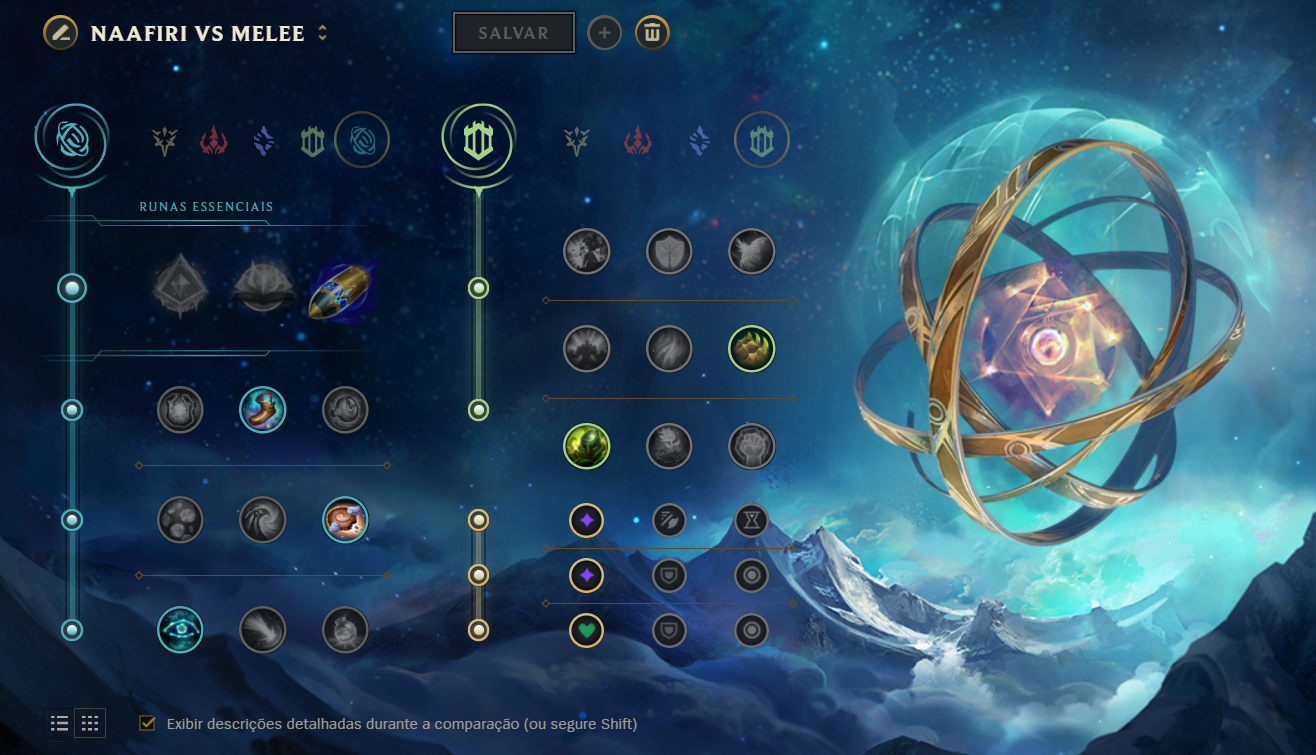 NAAFIRI VS MELEE
SALVAR
RUNAS ESSENCIAIS
Exibir descrições detalhadas durante a comparação (ou segure Shift)